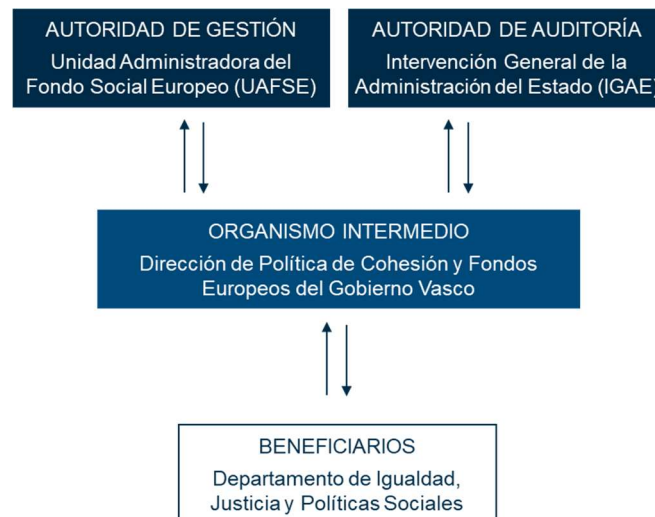 AUTORIDAD DE GESTIÓN
Unidad Administradora del
Fondo Social Europeo (UAFSE)
AUTORIDAD DE AUDITORÍA
Intervención General de la
Administración del Estado (IGAE)
ORGANISMO INTERMEDIO
Dirección de Política de Cohesión y Fondos
Europeos del Gobierno Vasco
BENEFICIARIOS
Departamento de Igualdad,
Justicia y Políticas Sociales